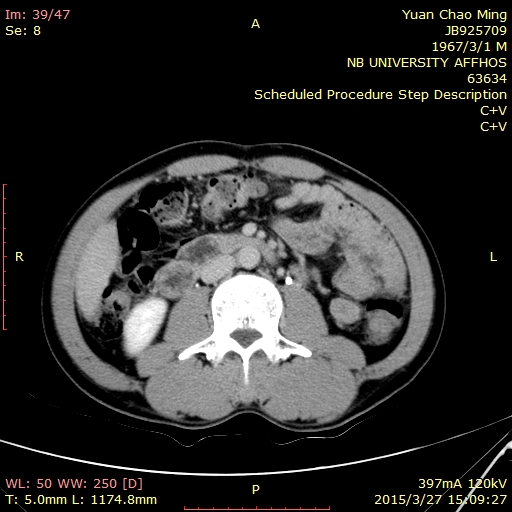 Im: 39/47
Se: 8
A
Yuan Chao Ming
JB925709
1967/3/1 M
NB UNIVERSITY AFFHOS
63634
Scheduled Procedure Step Description
C+V
C+V
R
L
WL: 50 WW: 250 [D]
T: 5.0mm L: 1174.8mm
P
397mA 120kV
2015/3/27 15:09:27